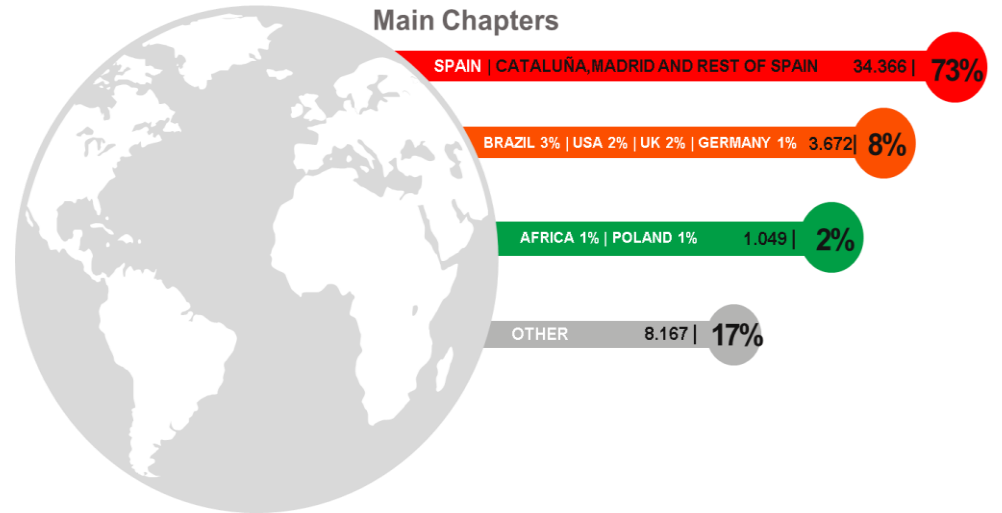 Main Chapters
SPAIN | CATALUÑA,MADRID AND REST OF SPAIN 34.366 | 73%
BRAZIL 3% | USA 2% | UK 2% | GERMANY 1% 3.672| 8%
AFRICA 1% | POLAND 1% 1.049 | 2%
OTHER 8.167 | 17%